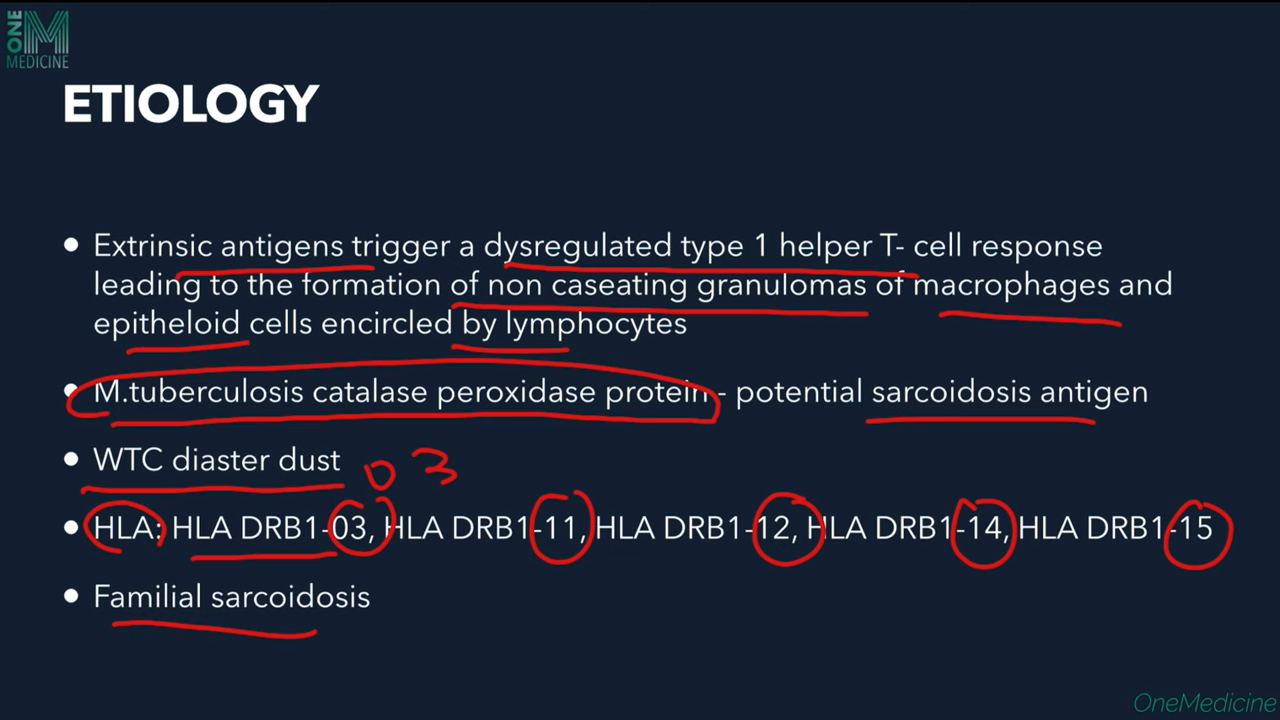 ONE M
MEDICINE
ETIOLOGY
• Extrinsic antigens trigger a dysregulated type 1 helper T- cell response
leading to the formation of non caseating granulomas of macrophages and
epitheloid cells encircled by lymphocytes
• M.tuberculosis catalase peroxidase protein - potential sarcoidosis antigen
• WTC diaster dust 03
• HLA: HLA DRB1-03, HLA DRB1-11, HLA DRB1-12, HLA DRB1-14, HLA DRB1-15
• Familial sarcoidosis
OneMedicine